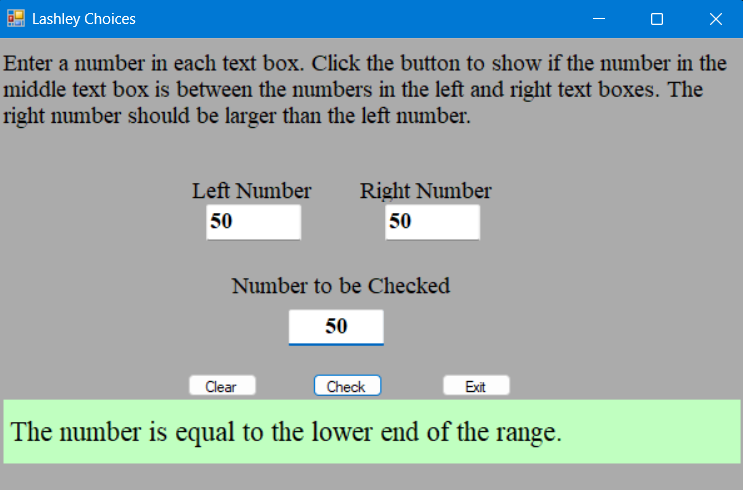 Lashley Choices
Enter a number in each text box. Click the button to show if the number in the
middle text box is between the numbers in the left and right text boxes. The
right number should be larger than the left number.
Left Number
Right Number
50
50
Number to be Checked
50
Clear
Check
Exit
The number is equal to the lower end of the range.